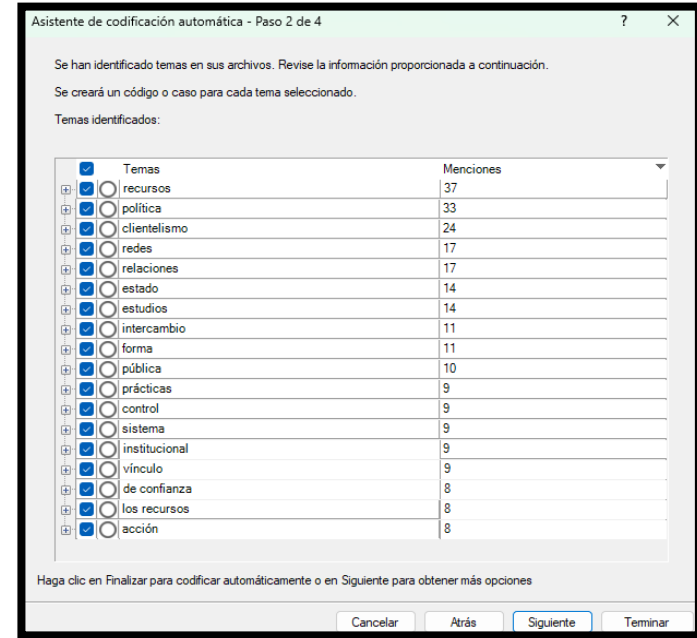 Asistente de codificación automática - Paso 2 de 4 ? X
Se han identificado temas en sus archivos. Revise la información proporcionada a continuación.
Se creará un código o caso para cada tema seleccionado.
Temas identificados:
Temas Menciones
recursos 37
política 33
clientelismo 24
redes 17
relaciones 17
estado 14
estudios 14
intercambio 11
forma 11
pública 10
prácticas 9
control 9
sistema 9
institucional 9
vínculo 9
de confianza 8
los recursos 8
acción 8
Haga clic en Finalizar para codificar automáticamente o en Siguiente para obtener más opciones
Cancelar Atrás Siguiente Terminar